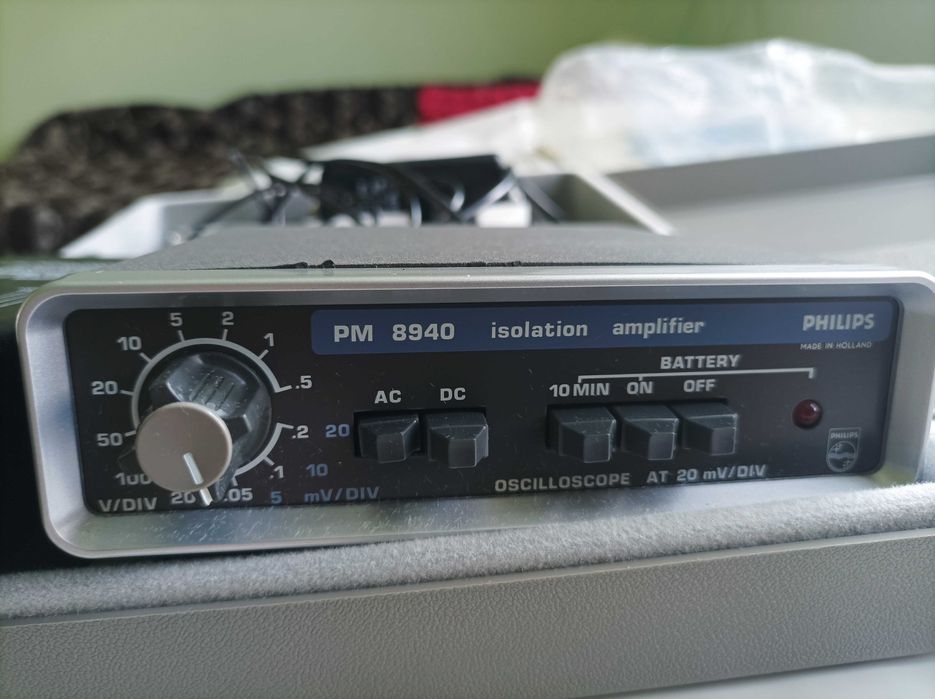 PM 8940 isolation amplifier PHILIPS
MADE IN HOLLAND
BATTERY
10 MIN ON OFF
AC DC
5 2
10 1
20 .5
50 .2 20
100 .1 10
V/DIV 200 .05 5 mV/DIV
OSCILLOSCOPE AT 20 mV/DIV
PHILIPS